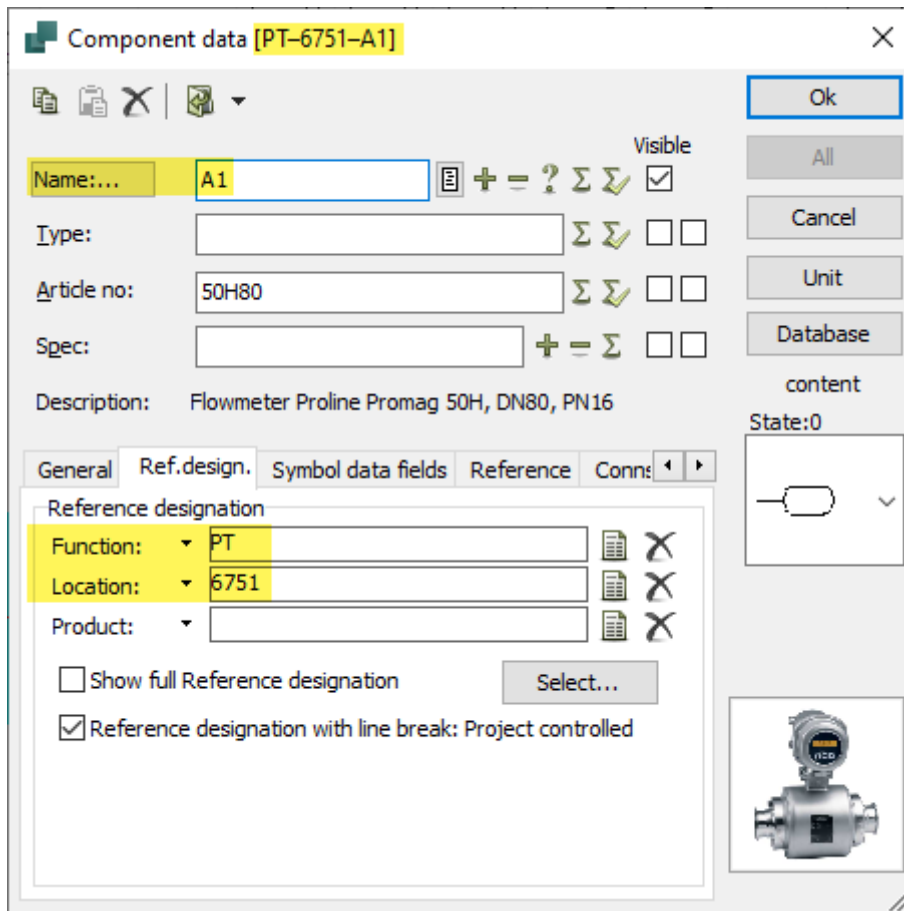 Component data [PT–6751–A1]
Ok
Visible
All
Name:... A1
Cancel
Type:
Article no: 50H80
Unit
Spec:
Database
content
Description: Flowmeter Proline Promag 50H, DN80, PN16
State:0
General Ref.design. Symbol data fields Reference Conns
Reference designation
Function: PT
Location: 6751
Product:
Show full Reference designation Select...
Reference designation with line break: Project controlled